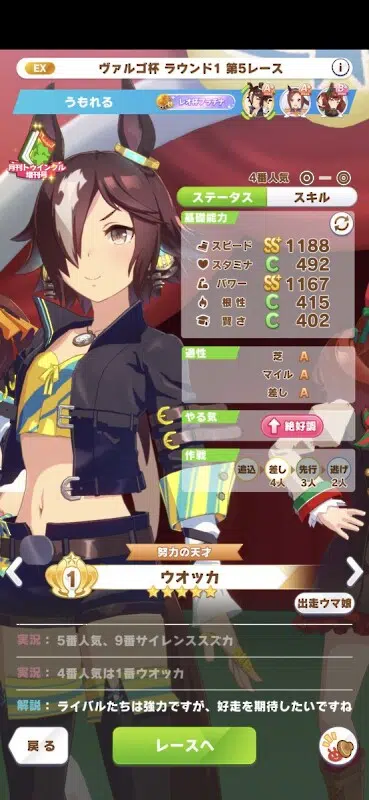 EX ヴァルゴ杯 ラウンド1 第5レース i
うもれる レオ杯プラチナ A A B
月刊トゥインクル
増刊号
4番人気 ◎ー◎
ステータス スキル
基礎能力
スピード SS+ 1188
スタミナ C 492
パワー SS+ 1167
根性 C 415
賢さ C 402
適性
芝 A
マイル A
差し A
やる気 絶好調
作戦
追込 差し 先行 逃げ
4人 3人 2人
努力の天才
1 ウオッカ
出走ウマ娘
実況： 5番人気、9番サイレンススズカ
実況： 4番人気は1番ウオッカ
解説： ライバルたちは強力ですが、好走を期待したいですね
戻る レースへ